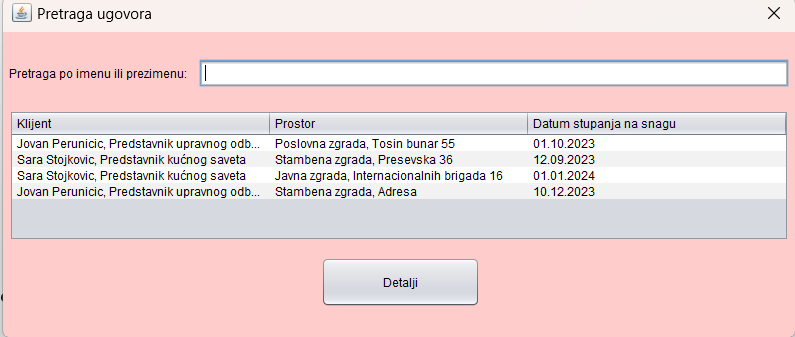 Pretraga ugovora
Pretraga po imenu ili prezimenu:
Klijent Prostor Datum stupanja na snagu
Jovan Perunicic, Predstavnik upravnog odb... Poslovna zgrada, Tosin bunar 55 01.10.2023
Sara Stojkovic, Predstavnik kućnog saveta Stambena zgrada, Presevska 36 12.09.2023
Sara Stojkovic, Predstavnik kućnog saveta Javna zgrada, Internacionalnih brigada 16 01.01.2024
Jovan Perunicic, Predstavnik upravnog odb... Stambena zgrada, Adresa 10.12.2023
Detalji